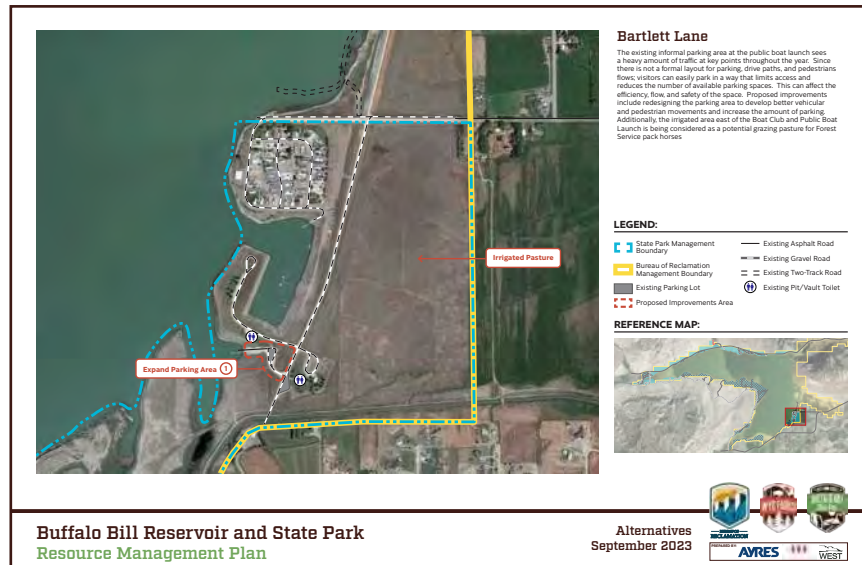 Bartlett Lane
The existing informal parking area at the public boat launch sees
a heavy amount of traffic at key points throughout the year.  Since
there is not a formal layout for parking, drive paths, and pedestrians
flows; visitors can easily park in a way that limits access and
reduces the number of available parking spaces.  This can affect the
efficiency, flow, and safety of the space.  Proposed improvements
include redesigning the parking area to develop better vehicular
and pedestrian movements and increase the amount of parking.
Additionally, the irrigated area east of the Boat Club and Public Boat
Launch is being considered as a potential grazing pasture for Forest
Service pack horses
Irrigated Pasture
Expand Parking Area 1
LEGEND:
State Park Management
Boundary
Bureau of Reclamation
Management Boundary
Existing Parking Lot
Proposed Improvements Area
Existing Asphalt Road
Existing Gravel Road
Existing Two-Track Road
Existing Pit/Vault Toilet
REFERENCE MAP:
Buffalo Bill Reservoir and State Park
Resource Management Plan
Alternatives
September 2023
RECLAMATION
PREPARED BY:
AYRES
WEST